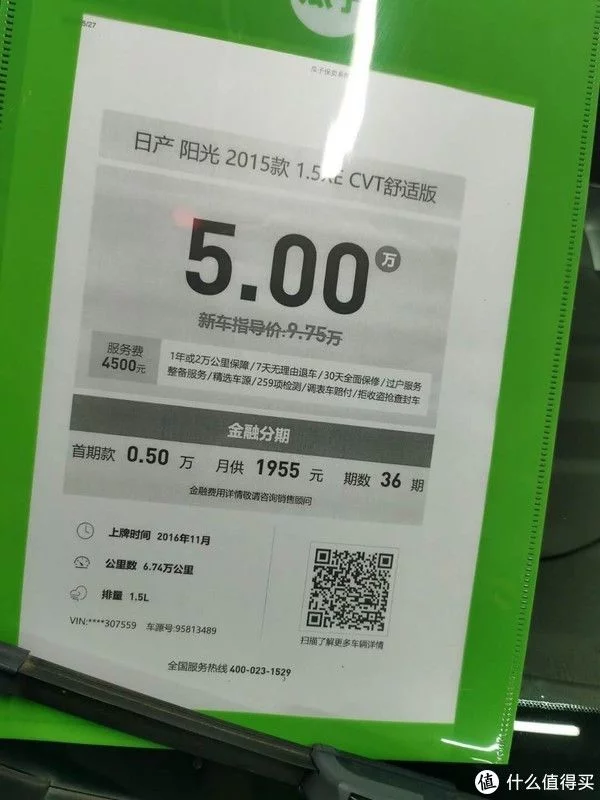 5/27
瓜子
日产 阳光 2015款 1.5XE CVT舒适版
5.00万
新车指导价:9.75万
服务费
4500元
1年或2万公里保障/7天无理由退车/30天全面保修/过户服务
整备服务/精选车源/259项检测/调表车赔付/拒收盗抢查封车
金融分期
首期款 0.50 万 月供 1955 元 期数 36 期
金融费用详情敬请咨询销售顾问
上牌时间 2016年11月
公里数 6.74万公里
排量 1.5L
VIN:****307559 车源号:95813489
扫描了解更多车辆详情
全国服务热线 400-023-1529
值 什么值得买